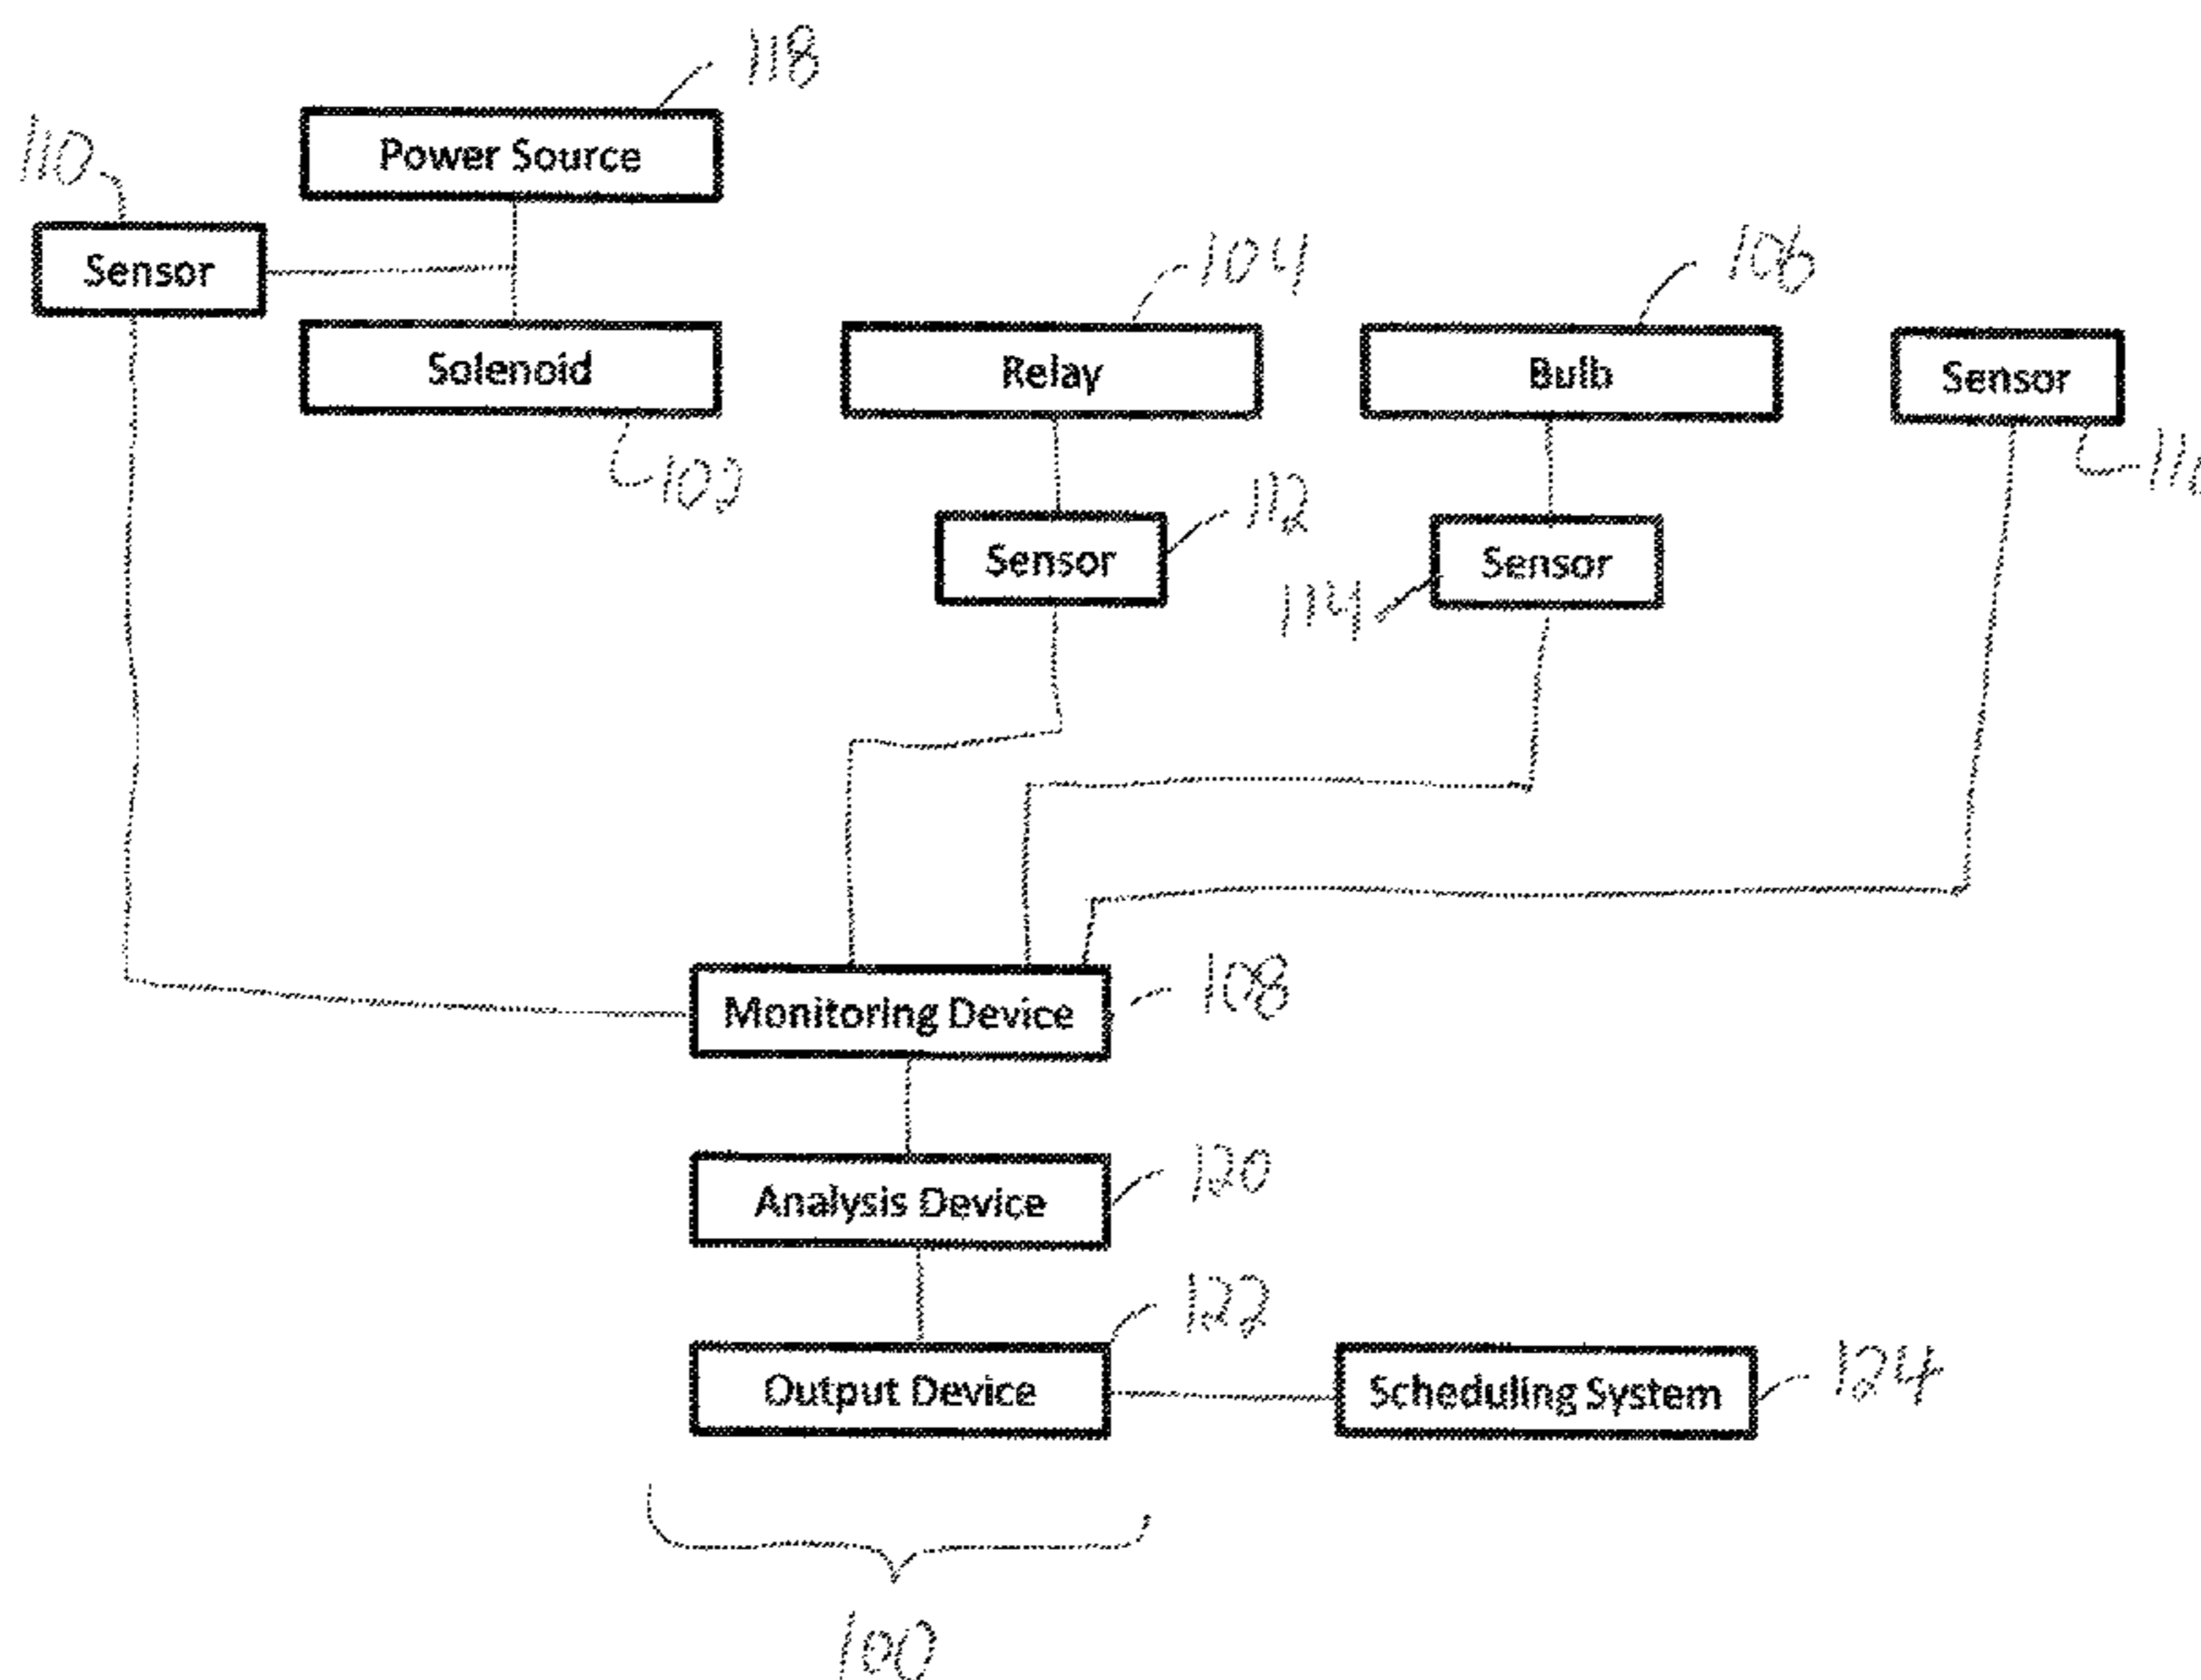 118
Power Source
110
Sensor
Solenoid
102
104
Relay
106
Bulb
Sensor
Sensor
112
Sensor
114
Monitoring Device
108
Analysis Device
120
122
Output Device
Scheduling System
124
100